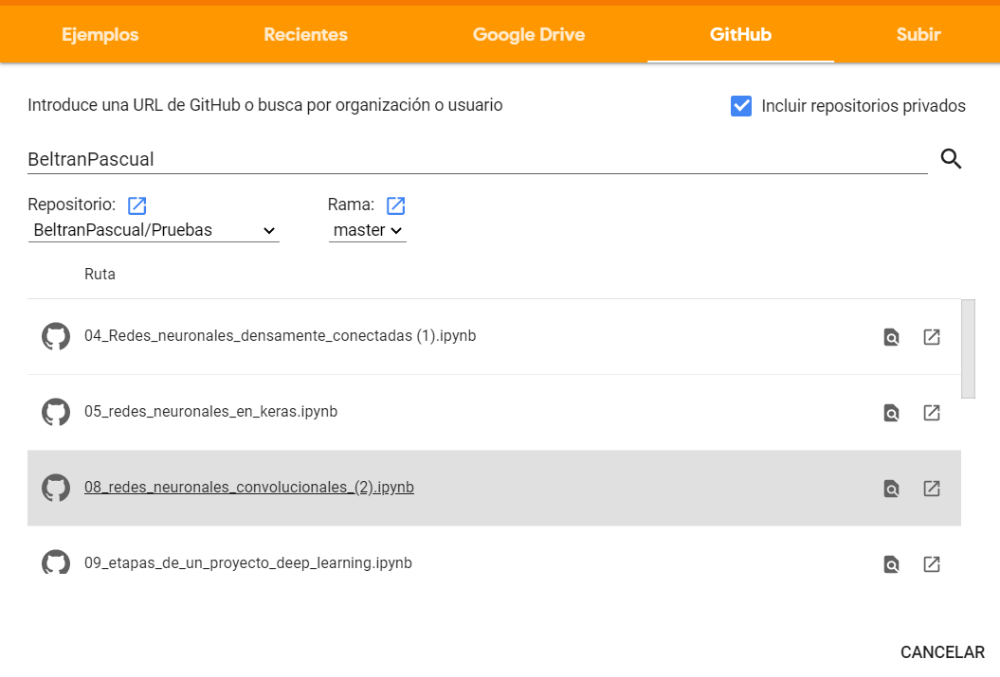 Ejemplos Recientes Google Drive GitHub Subir
Introduce una URL de GitHub o busca por organización o usuario Incluir repositorios privados
BeltranPascual
Repositorio: Rama:
BeltranPascual/Pruebas master
Ruta
04_Redes_neuronales_densamente_conectadas (1).ipynb
05_redes_neuronales_en_keras.ipynb
08_redes_neuronales_convolucionales_(2).ipynb
09_etapas_de_un_proyecto_deep_learning.ipynb
CANCELAR